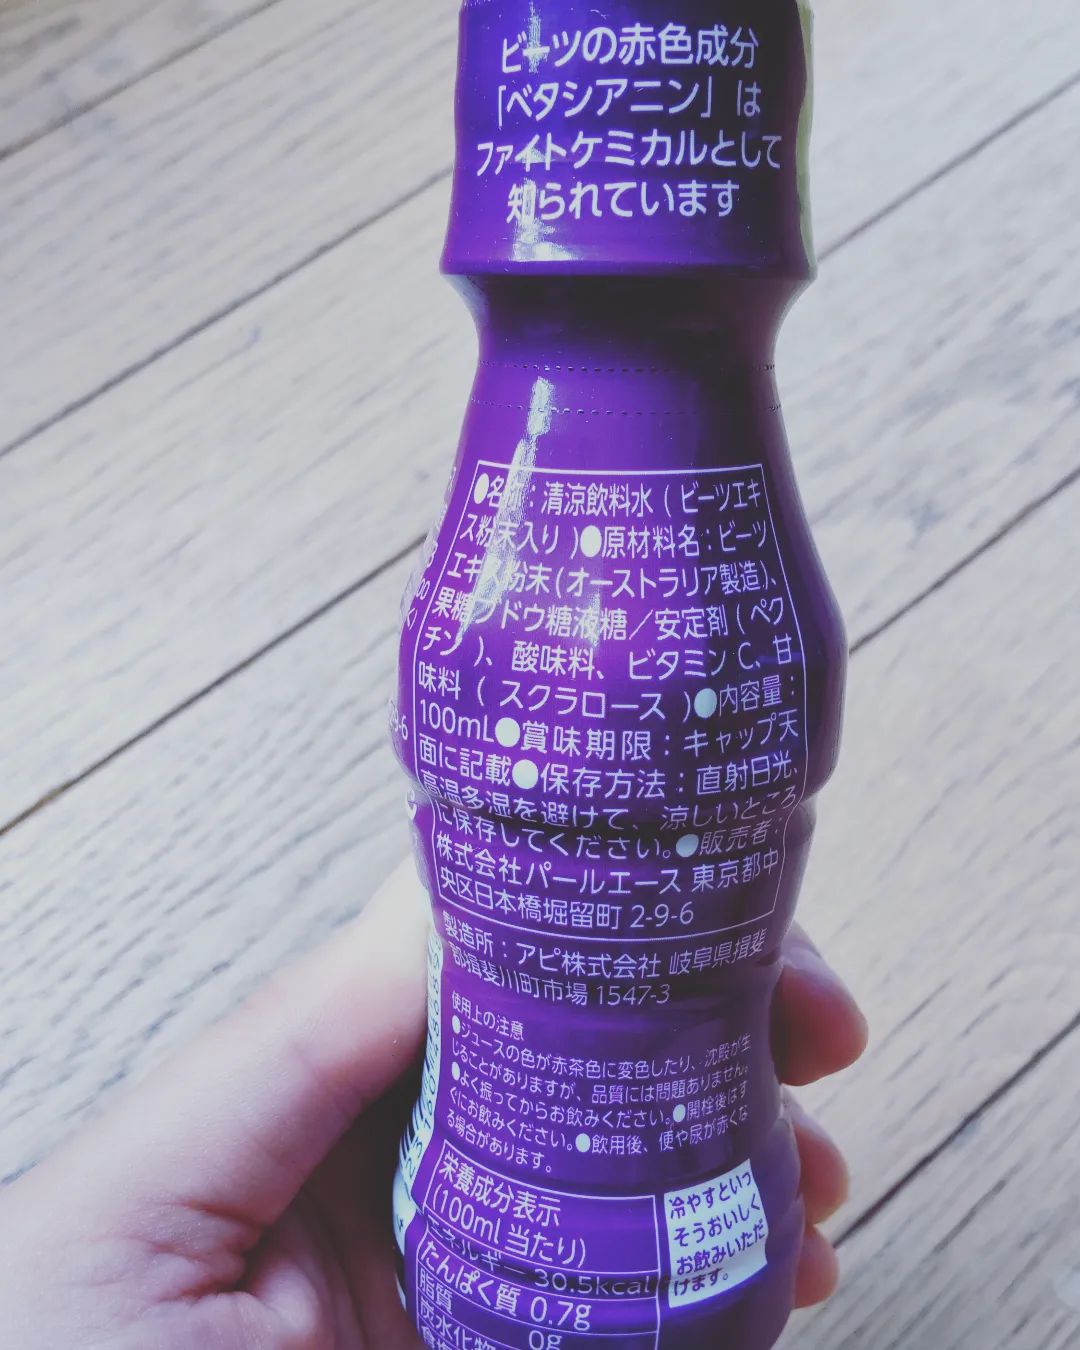 ビーツの赤色成分
「ベタシアニン」は
ファイトケミカルとして
知られています
●名称:清涼飲料水(ビーツエキ
ス粉末入り)●原材料名:ビーツ
エキス粉末(オーストラリア製造)、
果糖ブドウ糖液糖/安定剤(ペク
チン)、酸味料、ビタミンC、甘
味料(スクラロース)●内容量:
100mL●賞味期限:キャップ天
面に記載●保存方法:直射日光、
高温多湿を避けて、涼しいところ
に保存してください。●販売者:
株式会社パールエース 東京都中
央区日本橋堀留町 2-9-6
製造所:アピ株式会社 岐阜県揖斐
郡揖斐川町市場 1547-3
使用上の注意
●ジュースの色が赤茶色に変色したり、沈殿が生
じることがありますが、品質には問題ありません。
●よく振ってからお飲みください。●開栓後はす
ぐにお飲みください。●飲用後、便や尿が赤くな
る場合があります。
栄養成分表示
(100ml 当たり)
エネルギー 30.5kcal
たんぱく質 0.7g
脂質 0g
炭水化物
冷やすといっ
そうおいしく
お飲みいただ
けます。